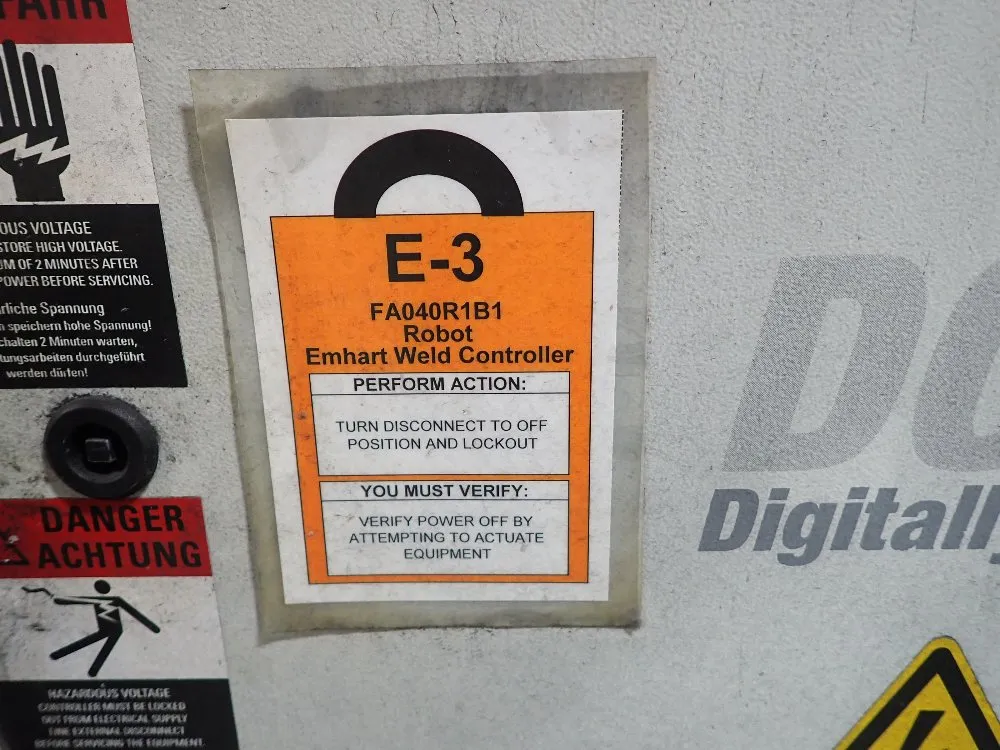 FAHR
OUS VOLTAGE
STORE HIGH VOLTAGE.
UM OF 2 MINUTES AFTER
POWER BEFORE SERVICING.
rliche Spannung
n speichern hohe Spannung!
chalten 2 Minuten warten,
tungsarbeiten durchgeführt
werden dürfen!
DANGER
ACHTUNG
HAZARDOUS VOLTAGE
CONTROLLER MUST BE LOCKED
OUT FROM ELECTRICAL SUPPLY
LINE EXTERNAL DISCONNECT
BEFORE SERVICING THE EQUIPMENT.
E-3
FA040R1B1
Robot
Emhart Weld Controller
PERFORM ACTION:
TURN DISCONNECT TO OFF
POSITION AND LOCKOUT
YOU MUST VERIFY:
VERIFY POWER OFF BY
ATTEMPTING TO ACTUATE
EQUIPMENT
DC
Digitally